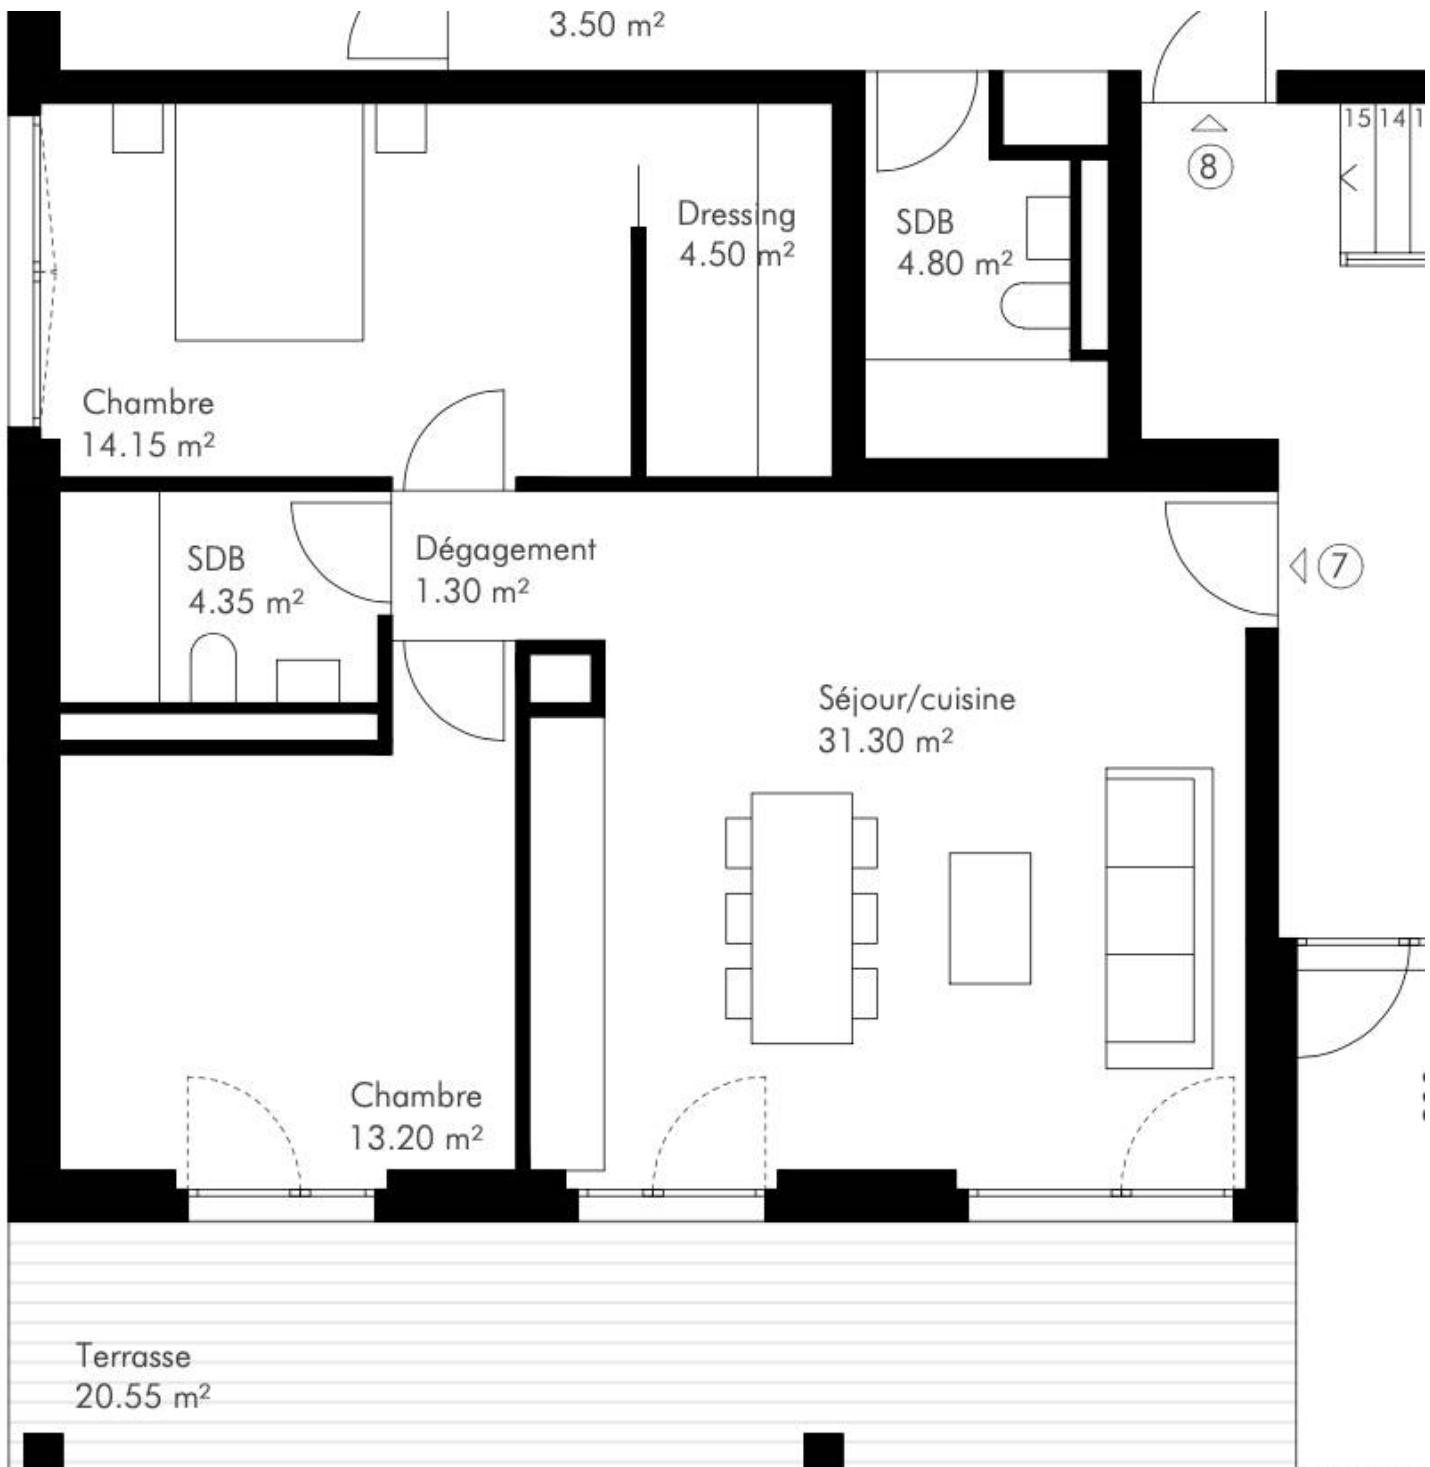 3.50 m²
15 14 1
8
Dressing
4.50 m²
SDB
4.80 m²
Chambre
14.15 m²
SDB
4.35 m²
Dégagement
1.30 m²
7
Séjour/cuisine
31.30 m²
Chambre
13.20 m²
Terrasse
20.55 m²